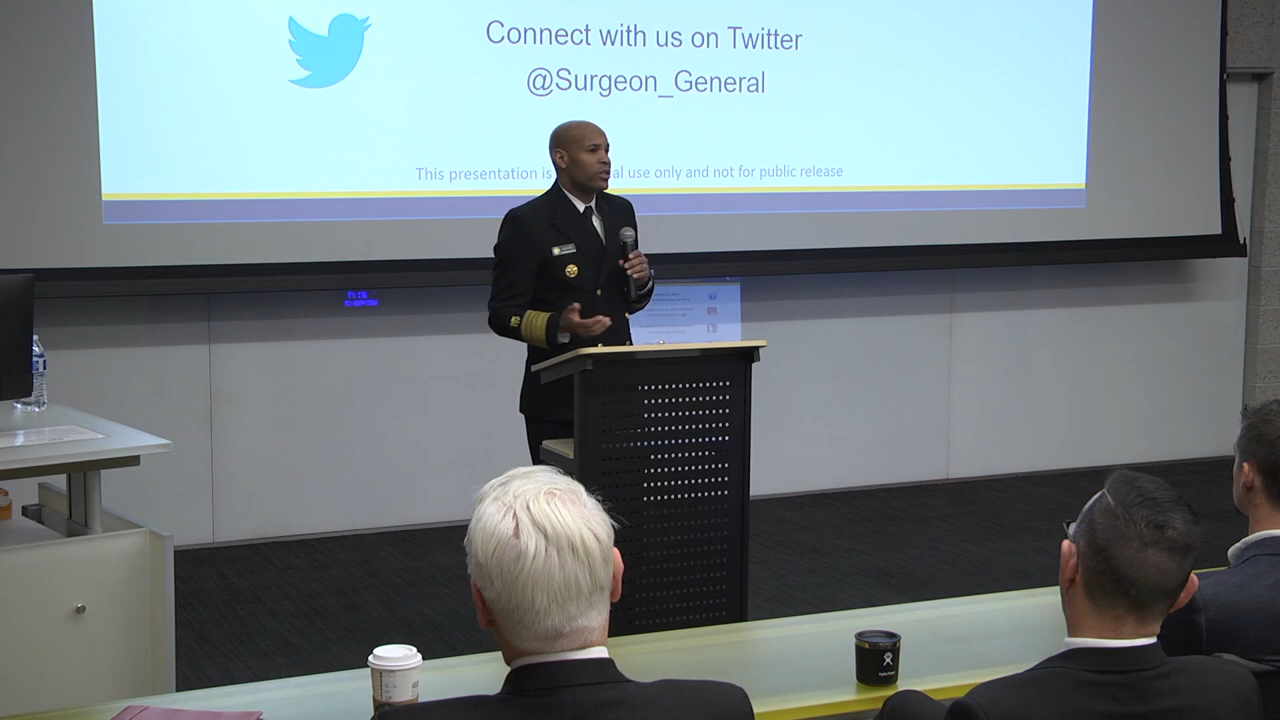 Connect with us on Twitter
@Surgeon_General
This presentation is al use only and not for public release